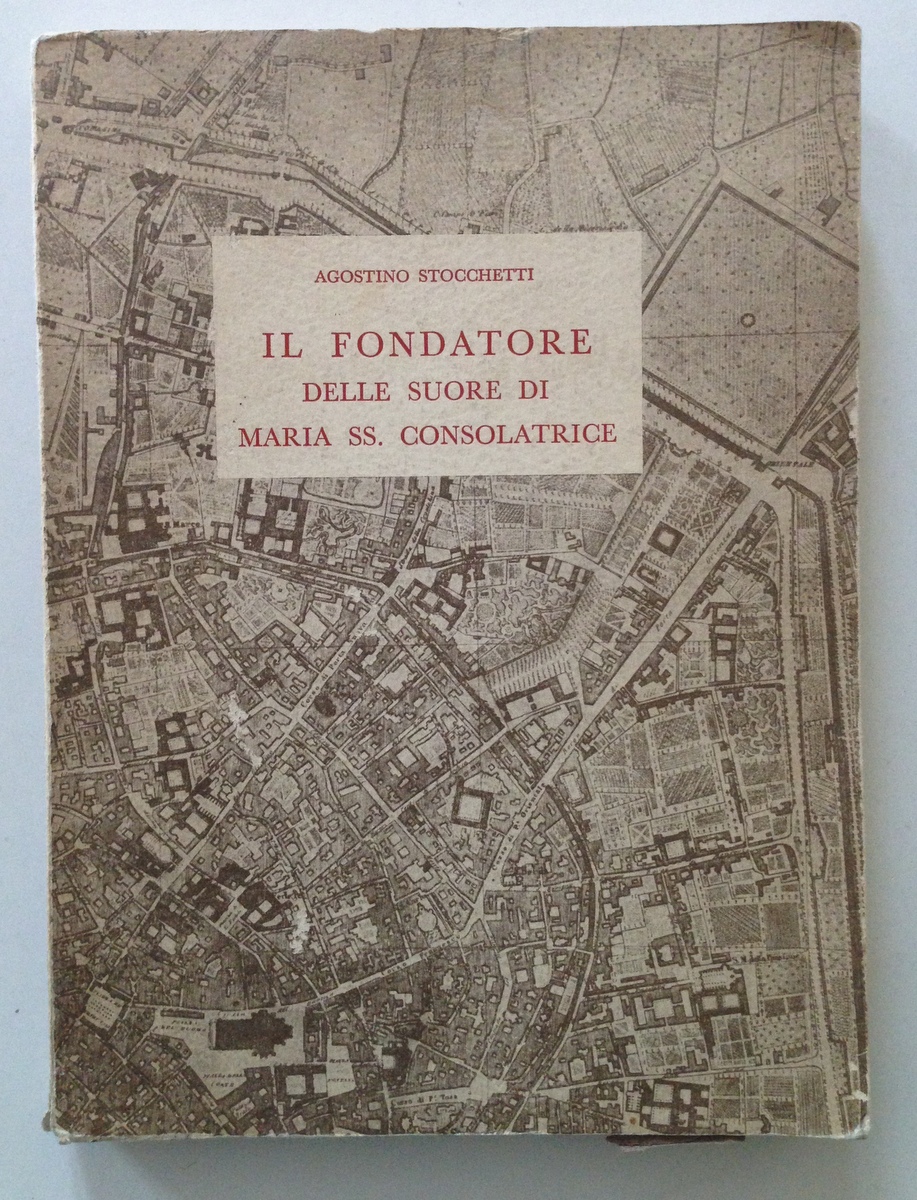 AGOSTINO STOCCHETTI
IL FONDATORE
DELLE SUORE DI
MARIA SS. CONSOLATRICE